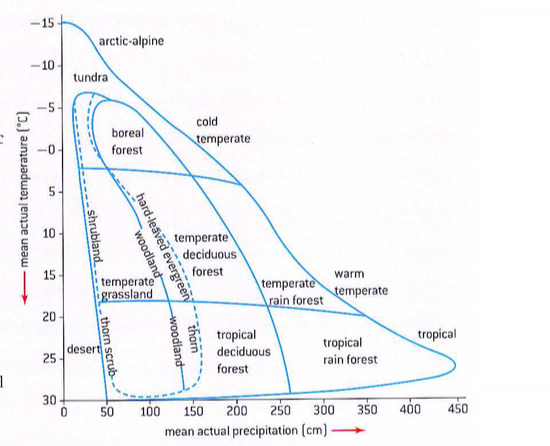 −15
arctic-alpine
−10
tundra
−5
cold
temperate
boreal
forest
−0
5
hard-leaved evergreen
woodland
shrubland
10
temperate
deciduous
forest
15
temperate
grassland
temperate
rain forest
warm
temperate
20
thorn scrub
woodland
thorn
tropical
deciduous
forest
tropical
rain forest
tropical
desert
25
30
0
50
100
150
200
250
300
350
400
450
mean actual temperature (°C)
mean actual precipitation (cm)